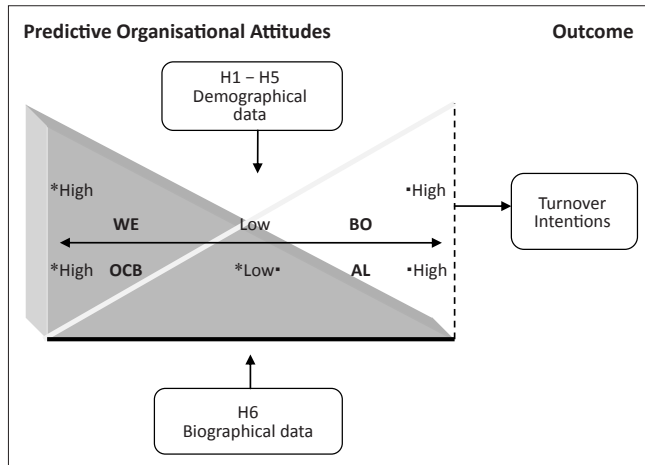 Predictive Organisational Attitudes Outcome
H1 – H5
Demographical
data
*High ▪High
Turnover
Intentions
WE Low BO
*High OCB *Low▪ AL ▪High
H6
Biographical data